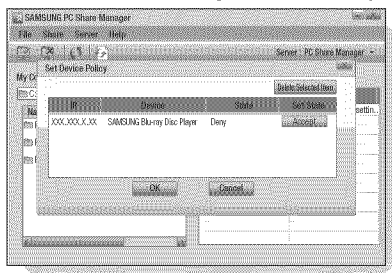 SAMSUNG PC Share Manager
File Share Server Help
Server : PC Share Manager
Set Device Policy
My Co
Delete Selected Item
C:
IP Device State Set State
Na
settin..
XXX.XXX.X.XX SAMSUNG Blu-ray Disc Player Deny Accept
OK Cancel